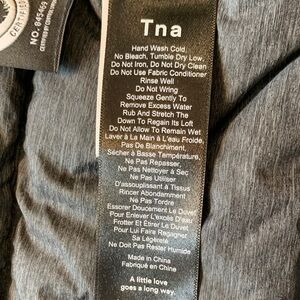 NO. 849469
Tna
Hand Wash Cold,
No Bleach, Tumble Dry Low,
Do Not Iron, Do Not Dry Clean
Do Not Use Fabric Conditioner
Rinse Well
Do Not Wring
Squeeze Gently To
Remove Excess Water
Rub And Stretch The
Down To Regain Its Loft
Do Not Allow To Remain Wet
Laver à La Main à L'eau Froide,
Pas De Blanchiment,
Sécher à Basse Température,
Ne Pas Repasser,
Ne Pas Nettoyer à Sec
Ne Pas Utiliser
D'assouplissant à Tissus
Rincer Abondamment
Ne Pas Tordre
Essorer Doucement Le Duvet
Pour Enlever L'excès D'eau
Frotter Et Étirer Le Duvet
Pour Lui Faire Regagner
Sa Légèreté
Ne Doit Pas Rester Humide
Made in China
Fabriqué en Chine
A little love
goes a long way.